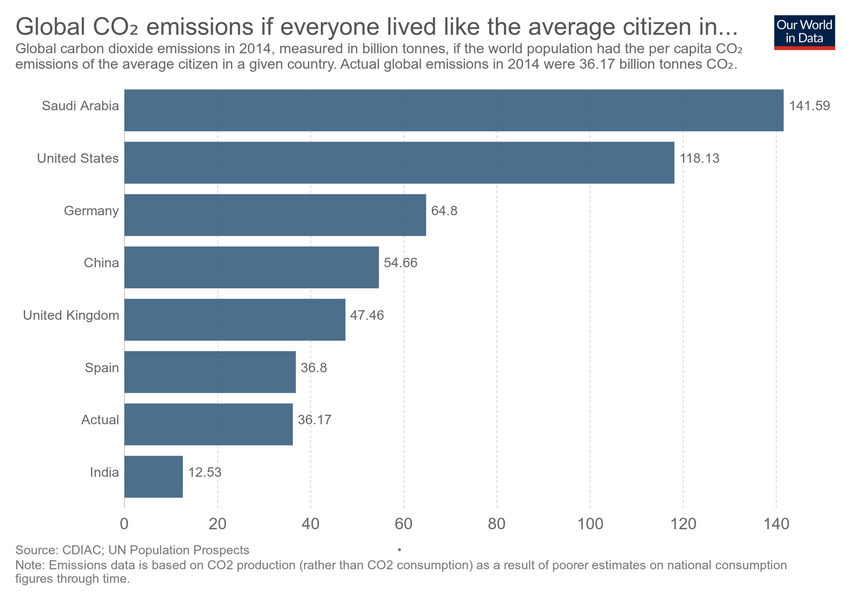 Global CO₂ emissions if everyone lived like the average citizen in...
Our World
in Data
Global carbon dioxide emissions in 2014, measured in billion tonnes, if the world population had the per capita CO₂
emissions of the average citizen in a given country. Actual global emissions in 2014 were 36.17 billion tonnes CO₂.
Saudi Arabia 141.59
United States 118.13
Germany 64.8
China 54.66
United Kingdom 47.46
Spain 36.8
Actual 36.17
India 12.53
0 20 40 60 80 100 120 140
Source: CDIAC; UN Population Prospects •
Note: Emissions data is based on CO2 production (rather than CO2 consumption) as a result of poorer estimates on national consumption
figures through time.